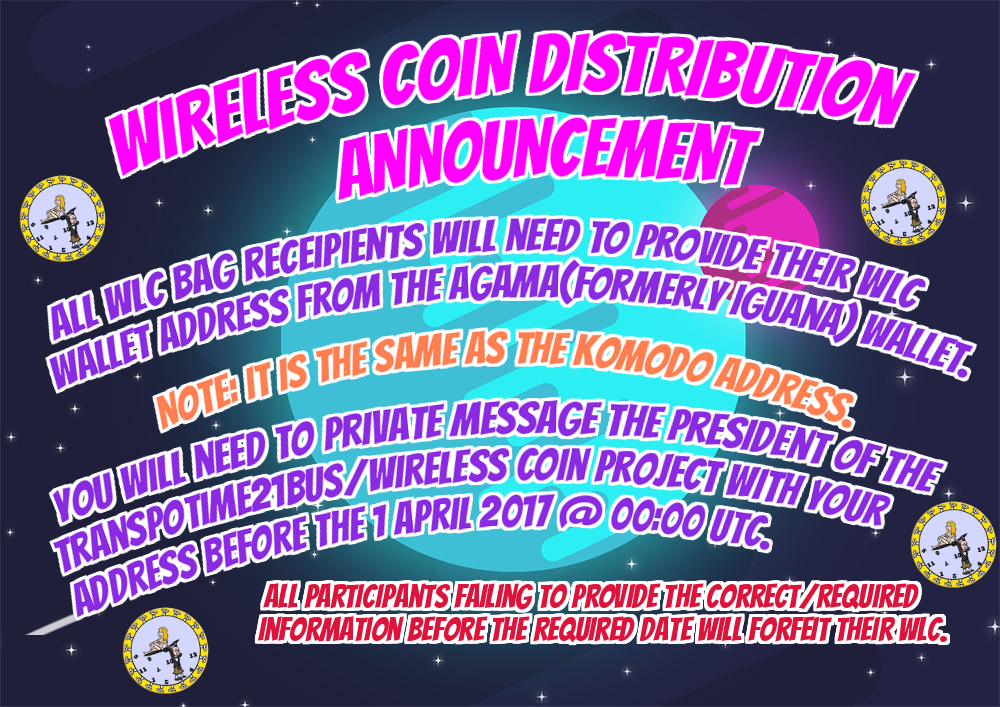 WIRELESS COIN DISTRIBUTION
ANNOUNCEMENT
ALL WLC BAG RECEIPIENTS WILL NEED TO PROVIDE THEIR WLC
WALLET ADDRESS FROM THE AGAMA(FORMERLY IGUANA) WALLET.
NOTE: IT IS THE SAME AS THE KOMODO ADDRESS.
YOU WILL NEED TO PRIVATE MESSAGE THE PRESIDENT OF THE
TRANSPOTIME21BUS/WIRELESS COIN PROJECT WITH YOUR
ADDRESS BEFORE THE 1 APRIL 2017 @ 00:00 UTC.
ALL PARTICIPANTS FAILING TO PROVIDE THE CORRECT/REQUIRED
INFORMATION BEFORE THE REQUIRED DATE WILL FORFEIT THEIR WLC.